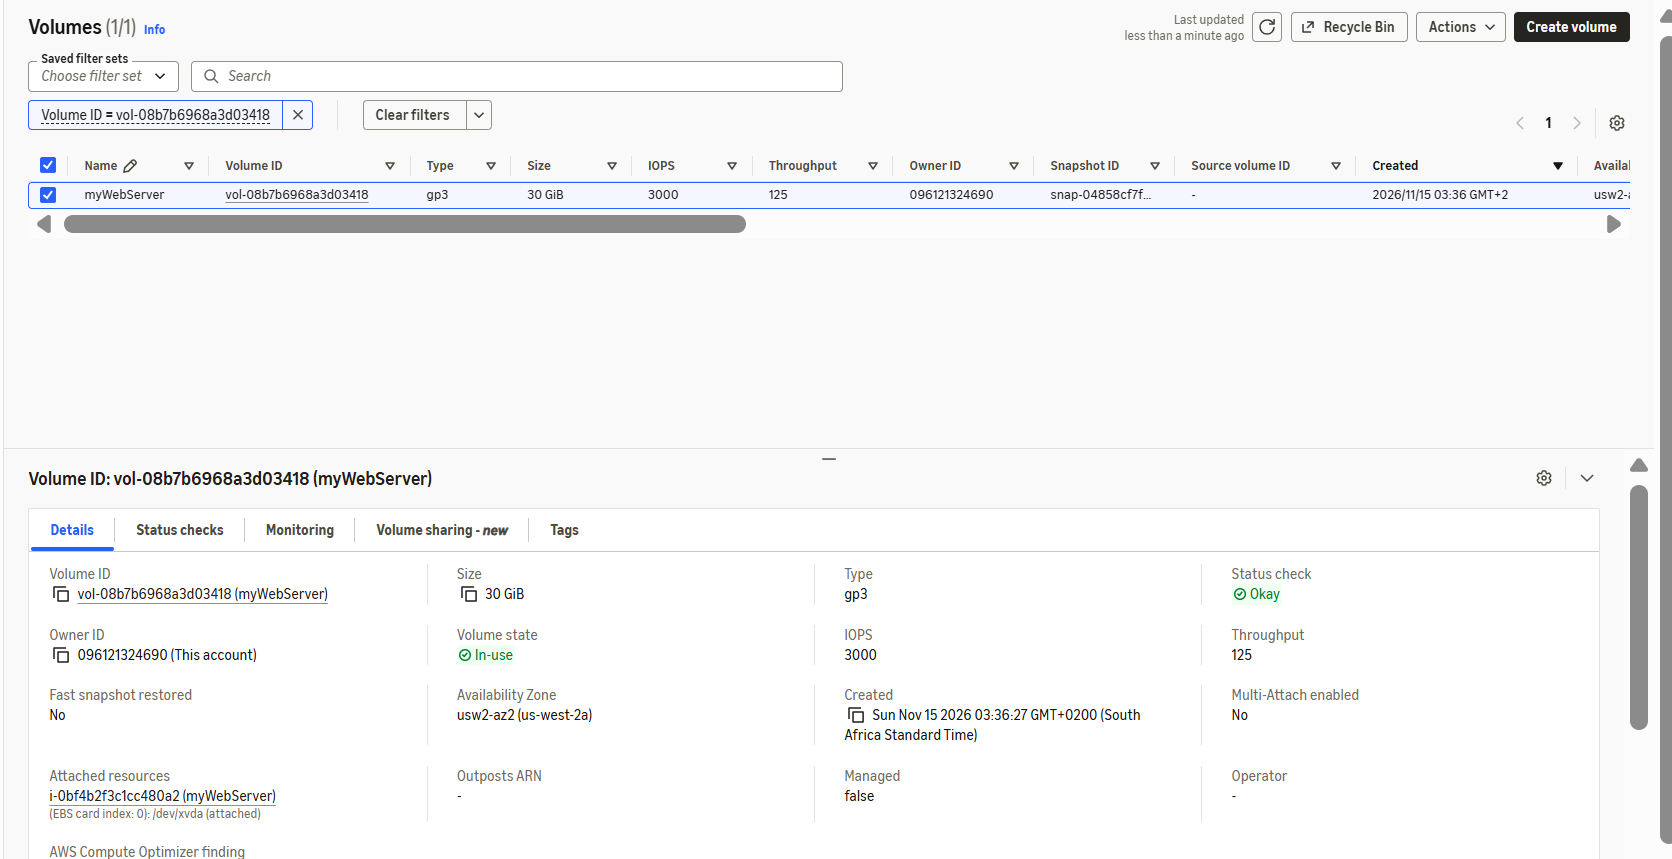 Volumes (1/1) Info
Last updated
less than a minute ago
Recycle Bin
Actions
Create volume
Saved filter sets
Choose filter set
Search
Volume ID = vol-08b7b6968a3d03418
Clear filters
1
Name Volume ID Type Size IOPS Throughput Owner ID Snapshot ID Source volume ID Created Availal
myWebServer vol-08b7b6968a3d03418 gp3 30 GiB 3000 125 096121324690 snap-04858cf7f... - 2026/11/15 03:36 GMT+2 usw2-a
Volume ID: vol-08b7b6968a3d03418 (myWebServer)
Details Status checks Monitoring Volume sharing - new Tags
Volume ID
vol-08b7b6968a3d03418 (myWebServer)
Size
30 GiB
Type
gp3
Status check
Okay
Owner ID
096121324690 (This account)
Volume state
In-use
IOPS
3000
Throughput
125
Fast snapshot restored
No
Availability Zone
usw2-az2 (us-west-2a)
Created
Sun Nov 15 2026 03:36:27 GMT+0200 (South
Africa Standard Time)
Multi-Attach enabled
No
Attached resources
i-0bf4b2f3c1cc480a2 (myWebServer)
(EBS card index: 0): /dev/xvda (attached)
Outposts ARN
-
Managed
false
Operator
-
AWS Compute Optimizer finding